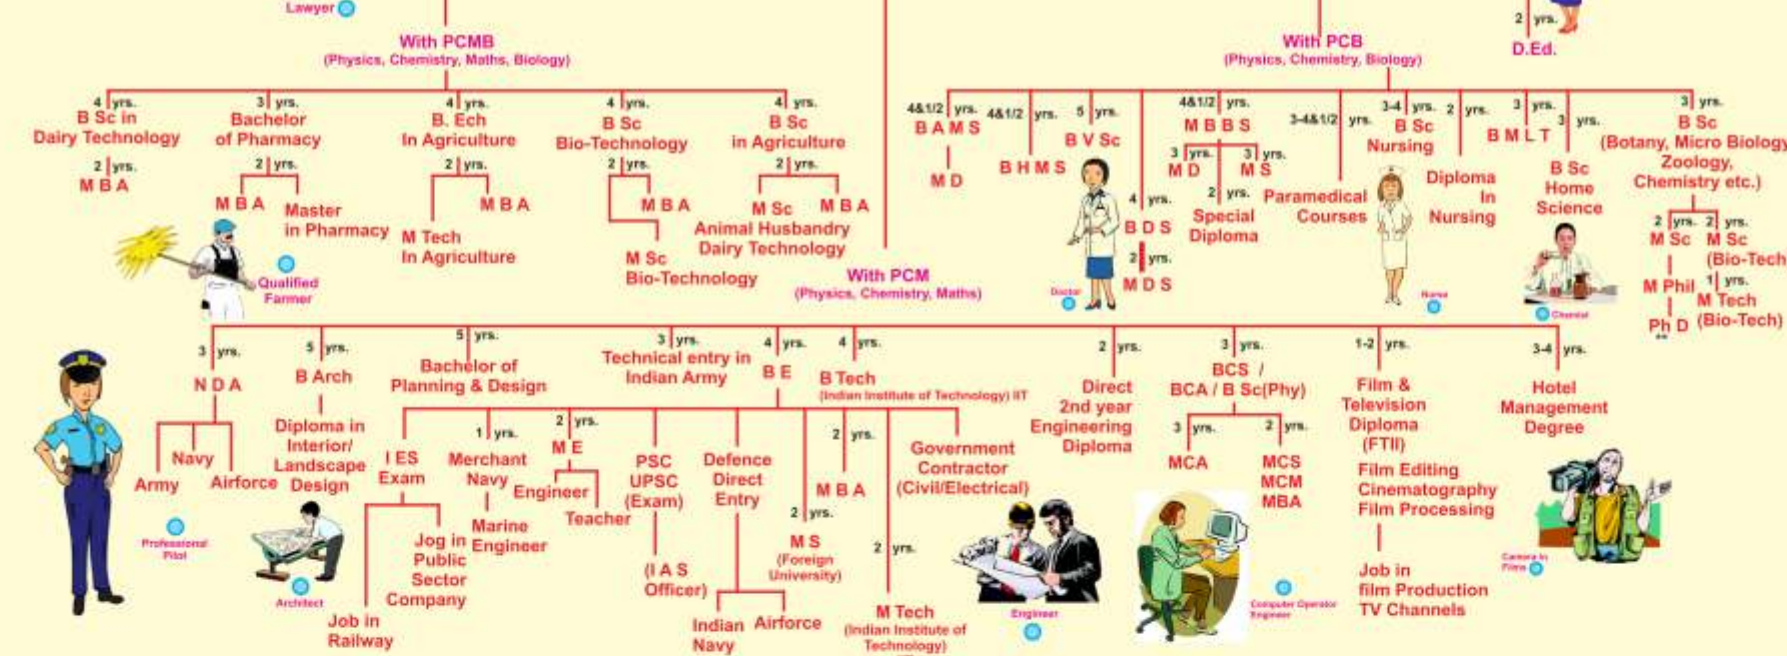 Lawyer
With PCMB
(Physics, Chemistry, Maths, Biology)
4 yrs.
B Sc in
Dairy Technology
2 yrs.
M B A
3 yrs.
Bachelor
of Pharmacy
2 yrs.
M B A
Master
in Pharmacy
4 yrs.
B. Ech
In Agriculture
2 yrs.
M Tech
In Agriculture
M B A
4 yrs.
B Sc
Bio-Technology
2 yrs.
M B A
M Sc
Bio-Technology
4 yrs.
B Sc
in Agriculture
2 yrs.
M Sc
Animal Husbandry
Dairy Technology
M B A
Qualified
Farmer
2 yrs.
D.Ed.
With PCB
(Physics, Chemistry, Biology)
4&1/2 yrs.
B A M S
M D
4&1/2 yrs.
B H M S
5 yrs.
B V Sc
4 yrs.
B D S
2 yrs.
M D S
4&1/2 yrs.
M B B S
3 yrs.
M D
2 yrs.
Special
Diploma
3 yrs.
M S
3-4&1/2 yrs.
Paramedical
Courses
3-4 yrs.
B Sc
Nursing
2 yrs.
Diploma
In
Nursing
3 yrs.
B M L T
3 yrs.
B Sc
Home
Science
3 yrs.
B Sc
(Botany, Micro Biology
Zoology,
Chemistry etc.)
2 yrs.
M Sc
M Phil
Ph D
**
2 yrs.
M Sc
(Bio-Tech
1 yrs.
M Tech
(Bio-Tech)
Doctor
Nurse
Chemist
With PCM
(Physics, Chemistry, Maths)
3 yrs.
N D A
Army
Navy
Airforce
Professional
Pilot
5 yrs.
B Arch
Diploma in
Interior/
Landscape
Design
Architect
5 yrs.
Bachelor of
Planning & Design
3 yrs.
Technical entry in
Indian Army
4 yrs.
B E
4 yrs.
B Tech
(Indian Institute of Technology) IIT
I ES
Exam
Job in
Railway
Jog in
Public
Sector
Company
1 yrs.
Merchant
Navy
Marine
Engineer
2 yrs.
M E
Engineer
Teacher
PSC
UPSC
(Exam)
(I A S
Officer)
Defence
Direct
Entry
Indian
Navy
Airforce
2 yrs.
M S
(Foreign
University)
2 yrs.
M B A
2 yrs.
M Tech
(Indian Institute of
Technology)
Government
Contractor
(Civil/Electrical)
Engineer
2 yrs.
Direct
2nd year
Engineering
Diploma
3 yrs.
BCS /
BCA / B Sc(Phy)
3 yrs.
MCA
2 yrs.
MCS
MCM
MBA
Computer Operator
Engineer
1-2 yrs.
Film &
Television
Diploma
(FTII)
Film Editing
Cinematography
Film Processing
Job in
film Production
TV Channels
3-4 yrs.
Hotel
Management
Degree
Camera in
Films